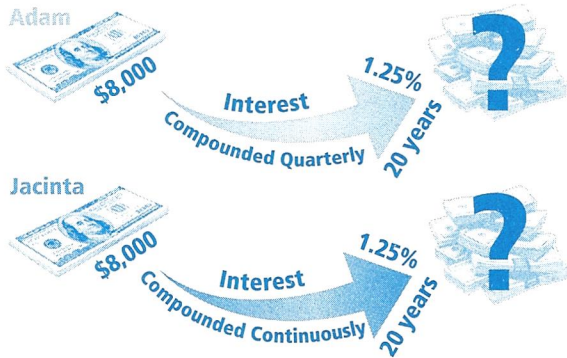 Adam
$8,000
Interest
Compounded Quarterly
1.25%
20 years
?
Jacinta
$8,000
Interest
Compounded Continuously
1.25%
20 years
?